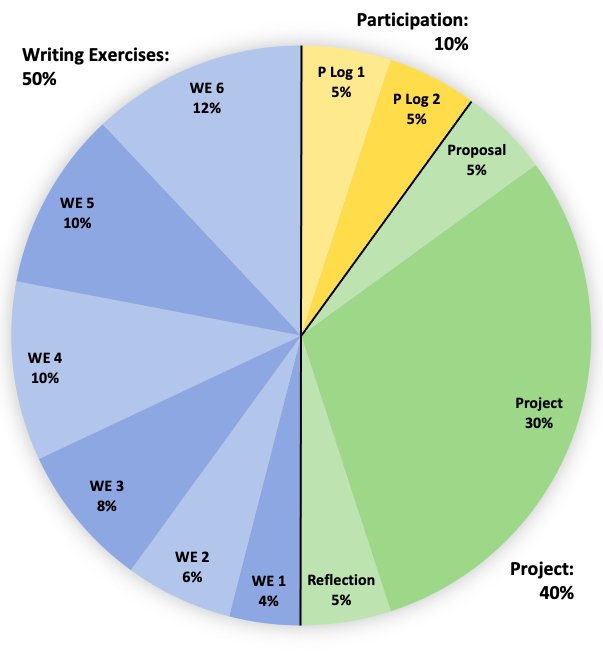 Participation:
10%
Writing Exercises:
50%
P Log 1
5%
P Log 2
5%
Proposal
5%
Project
30%
Project:
40%
Reflection
5%
WE 1
4%
WE 2
6%
WE 3
8%
WE 4
10%
WE 5
10%
WE 6
12%